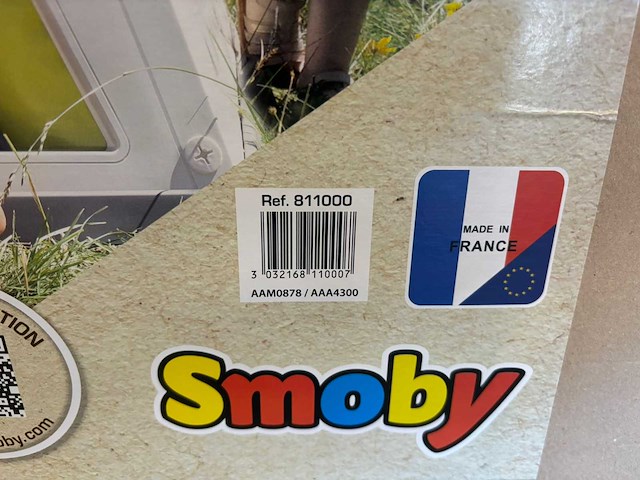 Ref. 811000
3 032168 110007
AAM0878 / AAA4300
MADE IN
FRANCE
Smoby